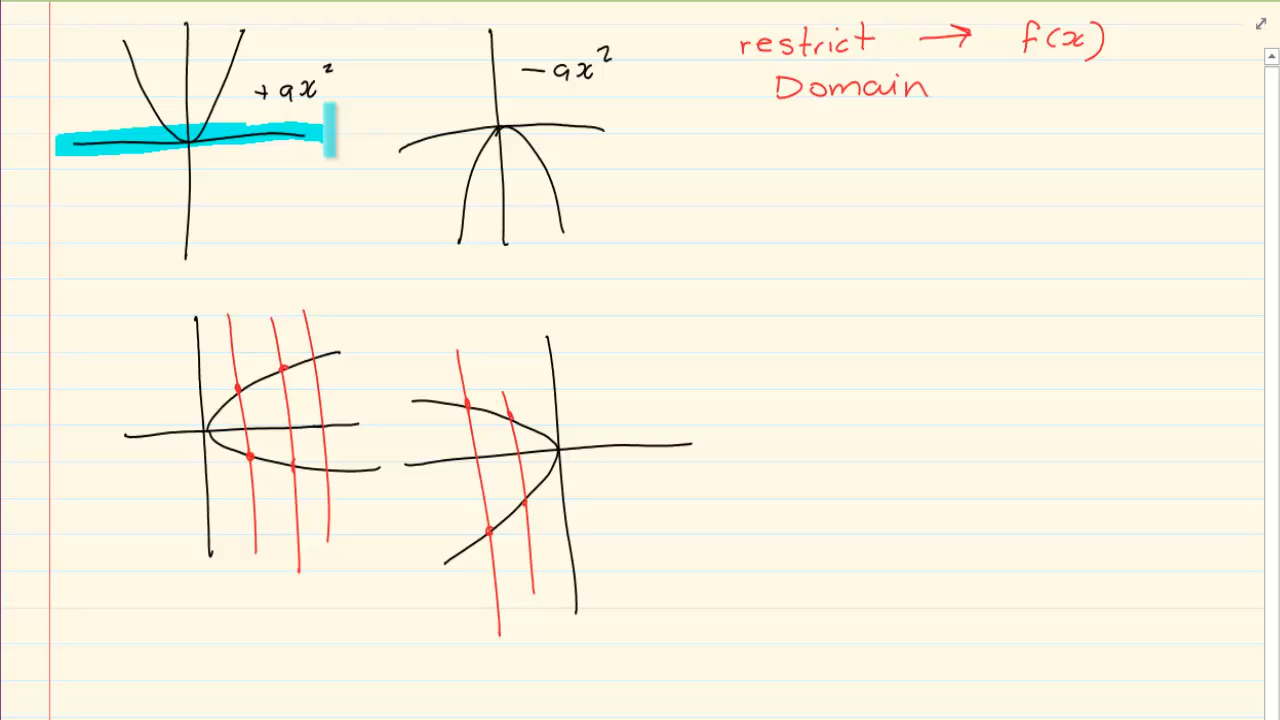 +ax²
-ax²
restrict → f(x)
Domain